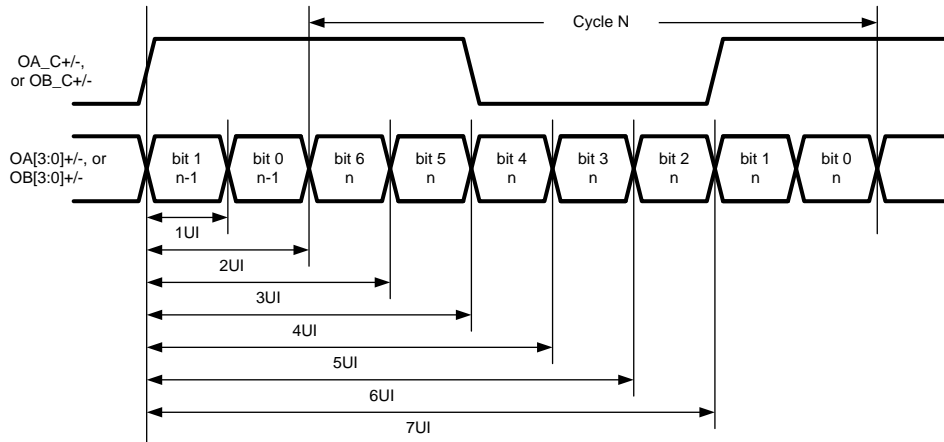 Cycle N
OA_C+/-,
or OB_C+/-
OA[3:0]+/-, or
OB[3:0]+/-
bit 1
n-1
bit 0
n-1
bit 6
n
bit 5
n
bit 4
n
bit 3
n
bit 2
n
bit 1
n
bit 0
n
1UI
2UI
3UI
4UI
5UI
6UI
7UI